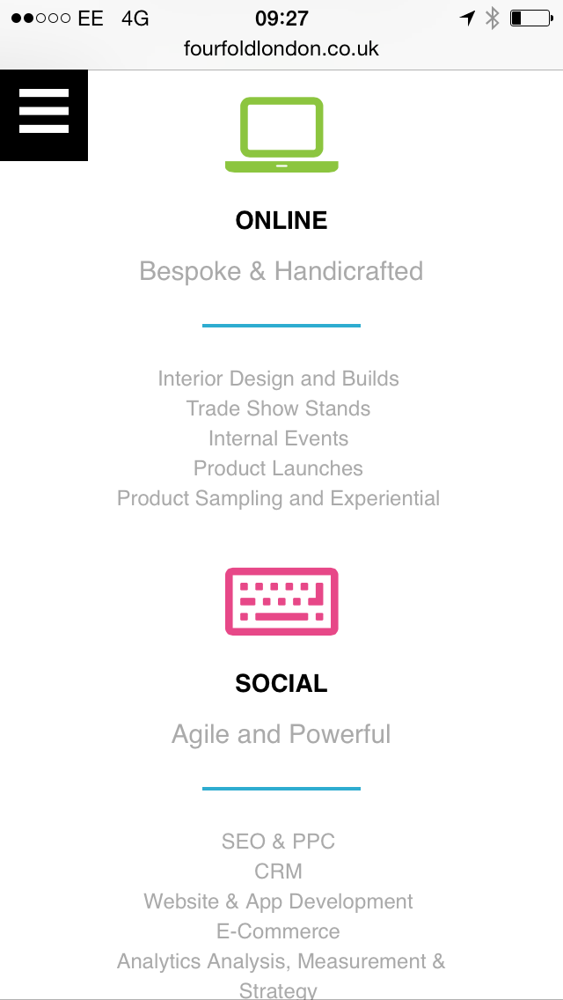 EE 4G 09:27
fourfoldlondon.co.uk
ONLINE
Bespoke & Handicrafted
Interior Design and Builds
Trade Show Stands
Internal Events
Product Launches
Product Sampling and Experiential
SOCIAL
Agile and Powerful
SEO & PPC
CRM
Website & App Development
E-Commerce
Analytics Analysis, Measurement &
Strategy